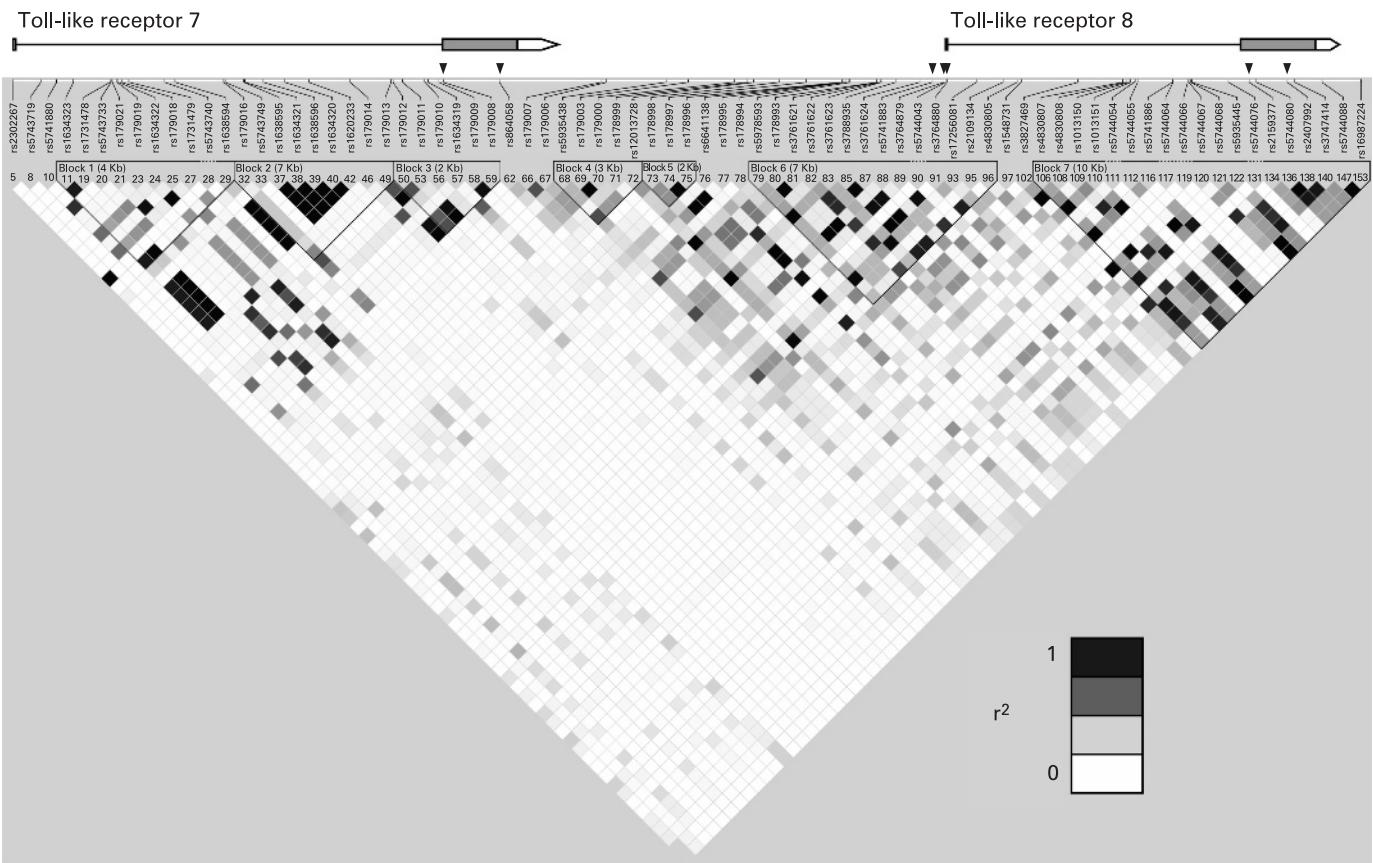 Toll-like receptor 7
Toll-like receptor 8
rs2302267
rs5743719
rs5741880
rs1634323
rs1731478
rs5743733
rs179021
rs179019
rs1634322
rs179018
rs1731479
rs5743740
rs1638594
rs179016
rs5743749
rs1638595
rs1634321
rs1638596
rs1634320
rs1620233
rs179014
rs179013
rs179012
rs179011
rs179010
rs1634319
rs179009
rs179008
rs864058
rs179007
rs179006
rs5935438
rs179003
rs179000
rs178999
rs12013728
rs178998
rs178997
rs178996
rs6641138
rs178995
rs178994
rs5978593
rs178993
rs3761621
rs3761622
rs3761623
rs3788935
rs3761624
rs5741883
rs3764879
rs5744043
rs3764880
rs17256081
rs2109134
rs4830805
rs1548731
rs3827469
rs4830807
rs4830808
rs1013150
rs1013151
rs5744054
rs5744055
rs5741886
rs5744064
rs5744066
rs5744067
rs5744068
rs5935445
rs5744076
rs2159377
rs5744080
rs2407992
rs3747414
rs5744088
rs16987224
Block 1 (4 Kb) Block 2 (7 Kb) Block 3 (2 Kb) Block 4 (3 Kb) Block 5 (2 Kb) Block 6 (7 Kb) Block 7 (10 Kb)
5 8 10 11 19 20 21 23 24 25 27 28 29 32 33 37 38 39 40 42 46 49 50 53 56 57 58 59 62 66 67 68 69 70 71 72 73 74 75 76 77 78 79 80 81 82 83 85 87 88 89 90 91 93 95 96 97 102 106 108 109 110 111 113 116 117 119 120 121 122 131 134 136 138 140 147 153
1
r²
0